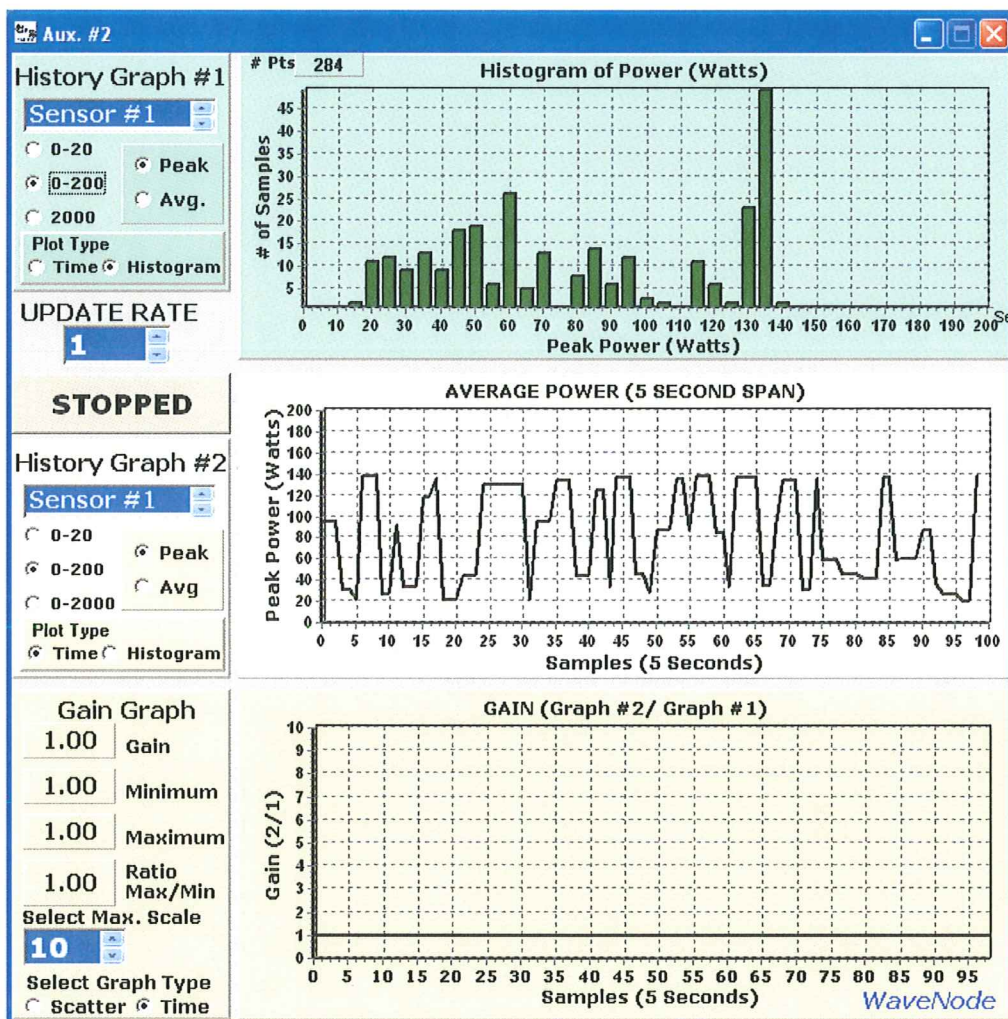 Aux. #2
History Graph #1
Sensor #1
0-20
0-200
2000
Peak
Avg.
Plot Type
Time Histogram
UPDATE RATE
1
STOPPED
History Graph #2
Sensor #1
0-20
0-200
0-2000
Peak
Avg
Plot Type
Time Histogram
Gain Graph
1.00 Gain
1.00 Minimum
1.00 Maximum
1.00 Ratio
Max/Min
Select Max. Scale
10
Select Graph Type
Scatter Time
# Pts 284
Histogram of Power (Watts)
# of Samples
45
40
35
30
25
20
15
10
5
0 10 20 30 40 50 60 70 80 90 100 110 120 130 140 150 160 170 180 190 200 Se
Peak Power (Watts)
AVERAGE POWER (5 SECOND SPAN)
Peak Power (Watts)
200
180
160
140
120
100
80
60
40
20
0
0 5 10 15 20 25 30 35 40 45 50 55 60 65 70 75 80 85 90 95 100
Samples (5 Seconds)
GAIN (Graph #2/ Graph #1)
Gain (2/1)
10
9
8
7
6
5
4
3
2
1
0
0 5 10 15 20 25 30 35 40 45 50 55 60 65 70 75 80 85 90 95
Samples (5 Seconds)
WaveNode